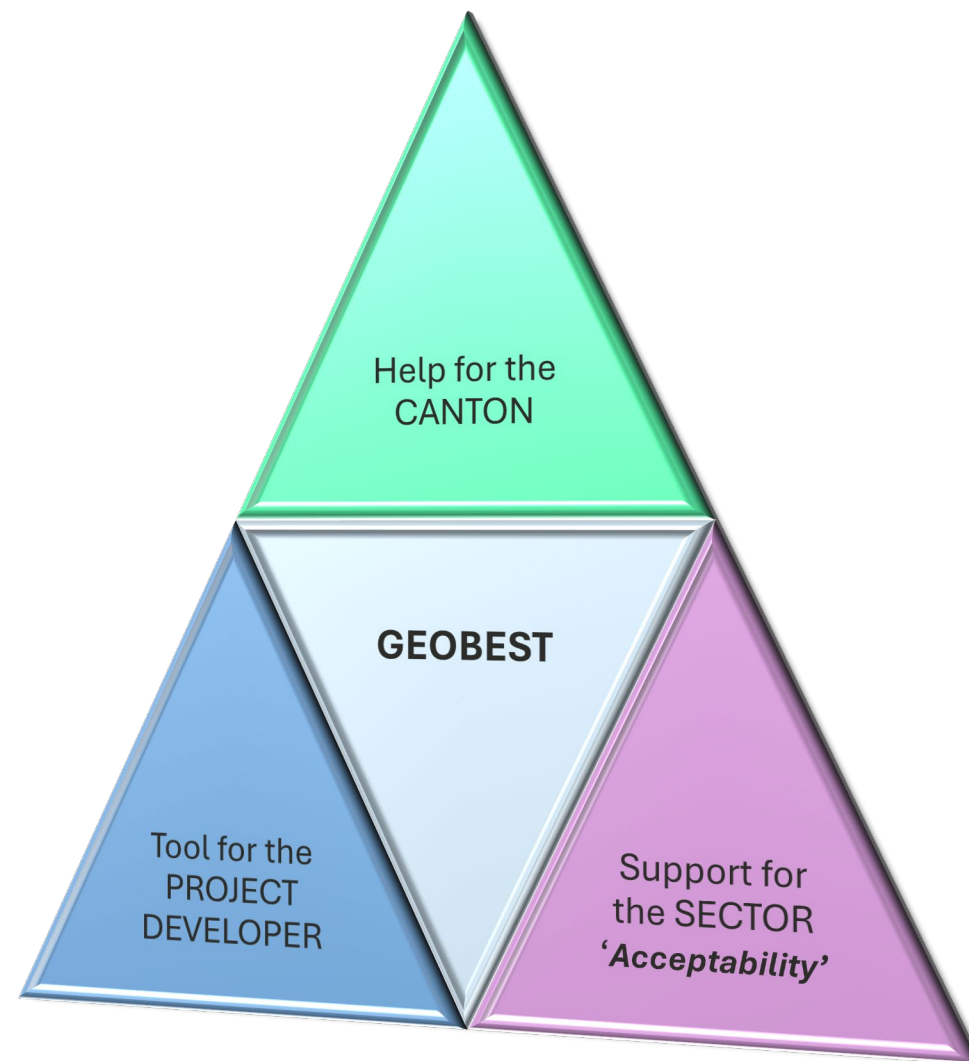 Help for the
CANTON
GEOBEST
Tool for the
PROJECT
DEVELOPER
Support for
the SECTOR
‘Acceptability’